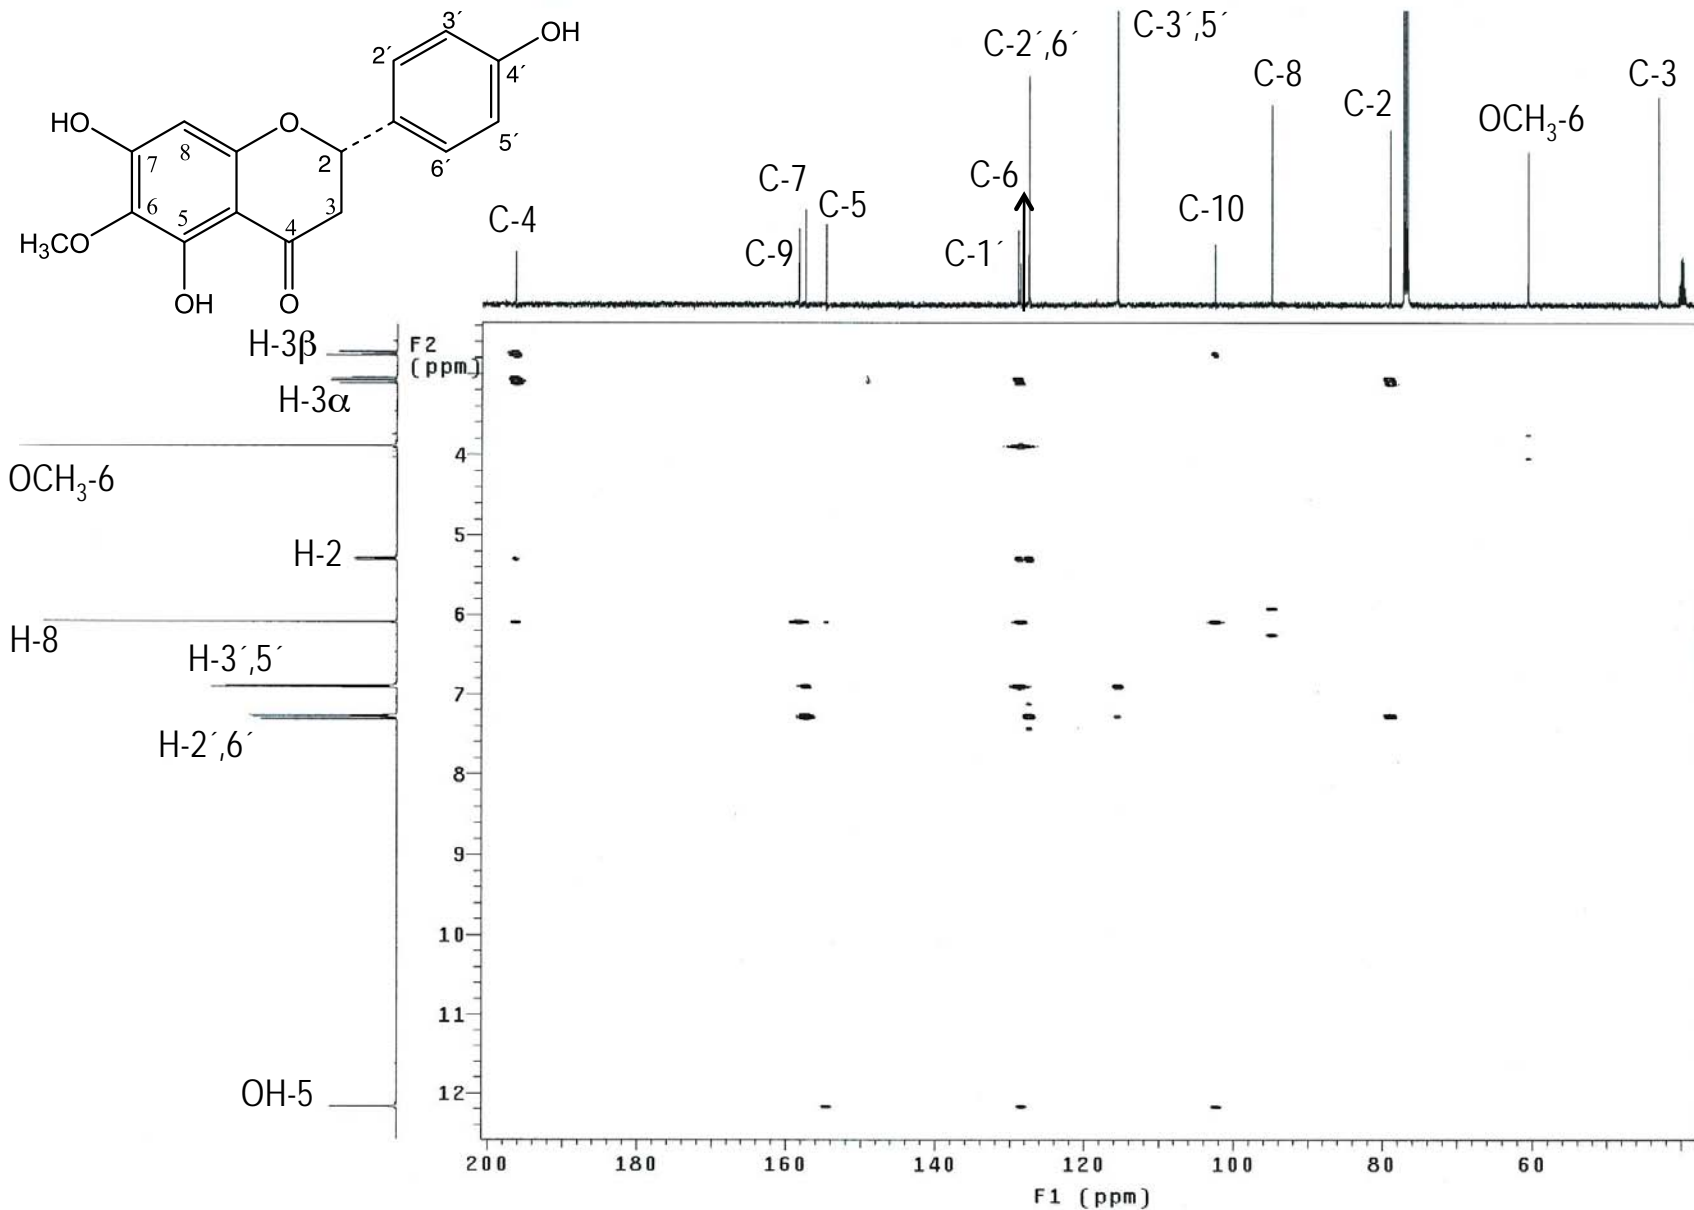 3´
2´
OH
4´
HO
O
8
5´
2
7
6´
6
3
5
4
H₃CO
OH
O
C-4
C-7
C-9
C-5
C-2´,6´
C-6
C-1´
C-3´,5´
C-10
C-8
C-2
OCH₃-6
C-3
H-3β
H-3α
OCH₃-6
H-2
H-8
H-3´,5´
H-2´,6´
OH-5
F2
(ppm)
4
5
6
7
8
9
10
11
12
200 180 160 140 120 100 80 60
F1 (ppm)